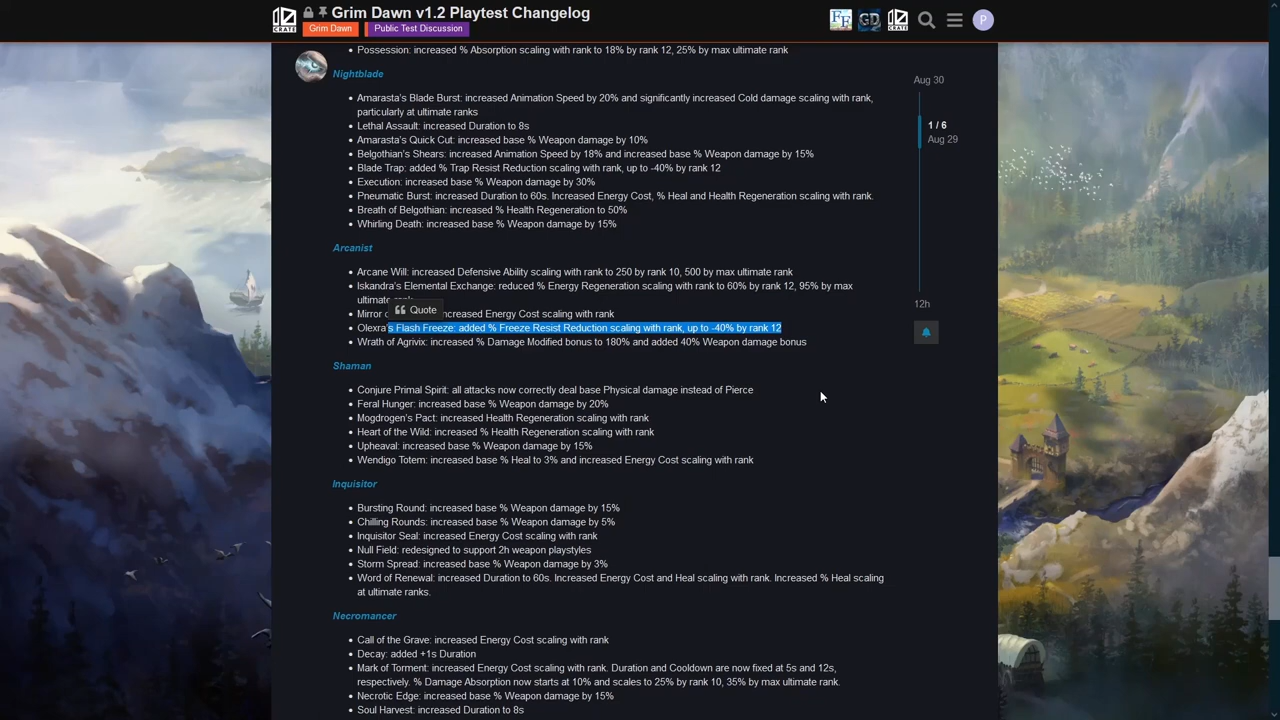 Grim Dawn v1.2 Playtest Changelog
CRATE
Grim Dawn
Public Test Discussion
FE
GD
CRATE
P
Possession: increased % Absorption scaling with rank to 18% by rank 12, 25% by max ultimate rank
Nightblade
Amarasta's Blade Burst: increased Animation Speed by 20% and significantly increased Cold damage scaling with rank,
particularly at ultimate ranks
Lethal Assault: increased Duration to 8s
Amarasta's Quick Cut: increased base % Weapon damage by 10%
Belgothian's Shears: increased Animation Speed by 18% and increased base % Weapon damage by 15%
Blade Trap: added % Trap Resist Reduction scaling with rank, up to -40% by rank 12
Execution: increased base % Weapon damage by 30%
Pneumatic Burst: increased Duration to 60s. Increased Energy Cost, % Heal and Health Regeneration scaling with rank.
Breath of Belgothian: increased % Health Regeneration to 50%
Whirling Death: increased base % Weapon damage by 15%
Arcanist
Arcane Will: increased Defensive Ability scaling with rank to 250 by rank 10, 500 by max ultimate rank
Iskandra's Elemental Exchange: reduced % Energy Regeneration scaling with rank to 60% by rank 12, 95% by max
ultimate rank
Quote
Mirror o increased Energy Cost scaling with rank
Olexra's Flash Freeze: added % Freeze Resist Reduction scaling with rank, up to -40% by rank 12
Wrath of Agrivix: increased % Damage Modified bonus to 180% and added 40% Weapon damage bonus
Shaman
Conjure Primal Spirit: all attacks now correctly deal base Physical damage instead of Pierce
Feral Hunger: increased base % Weapon damage by 20%
Mogdrogen's Pact: increased Health Regeneration scaling with rank
Heart of the Wild: increased % Health Regeneration scaling with rank
Upheaval: increased base % Weapon damage by 15%
Wendigo Totem: increased base % Heal to 3% and increased Energy Cost scaling with rank
Inquisitor
Bursting Round: increased base % Weapon damage by 15%
Chilling Rounds: increased base % Weapon damage by 5%
Inquisitor Seal: increased Energy Cost scaling with rank
Null Field: redesigned to support 2h weapon playstyles
Storm Spread: increased base % Weapon damage by 3%
Word of Renewal: increased Duration to 60s. Increased Energy Cost and Heal scaling with rank. Increased % Heal scaling
at ultimate ranks.
Necromancer
Call of the Grave: increased Energy Cost scaling with rank
Decay: added +1s Duration
Mark of Torment: increased Energy Cost scaling with rank. Duration and Cooldown are now fixed at 5s and 12s,
respectively. % Damage Absorption now starts at 10% and scales to 25% by rank 10, 35% by max ultimate rank.
Necrotic Edge: increased base % Weapon damage by 15%
Soul Harvest: increased Duration to 8s
Aug 30
1 / 6
Aug 29
12h